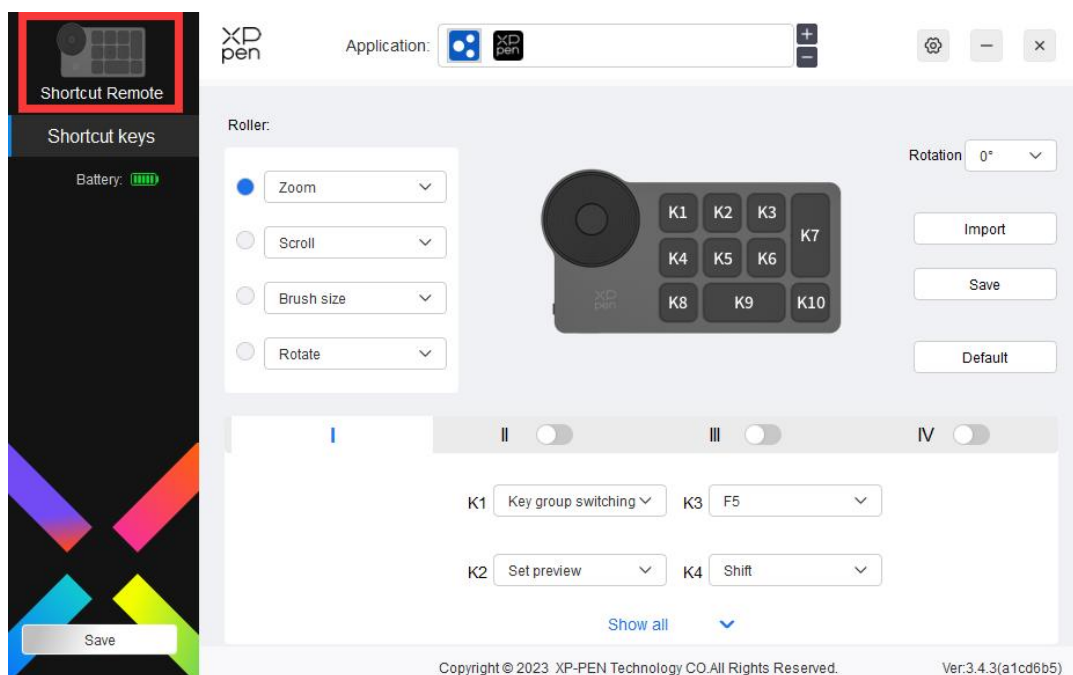 Shortcut Remote
Shortcut keys
Battery:
XP
pen
Application:
XP
pen
Roller:
Zoom
Scroll
Brush size
Rotate
K1 K2 K3
K7
K4 K5 K6
K8 K9 K10
XP
pen
Rotation 0°
Import
Save
Default
I II III IV
K1 Key group switching K3 F5
K2 Set preview K4 Shift
Show all
Save
Copyright © 2023 XP-PEN Technology CO.All Rights Reserved. Ver:3.4.3(a1cd6b5)